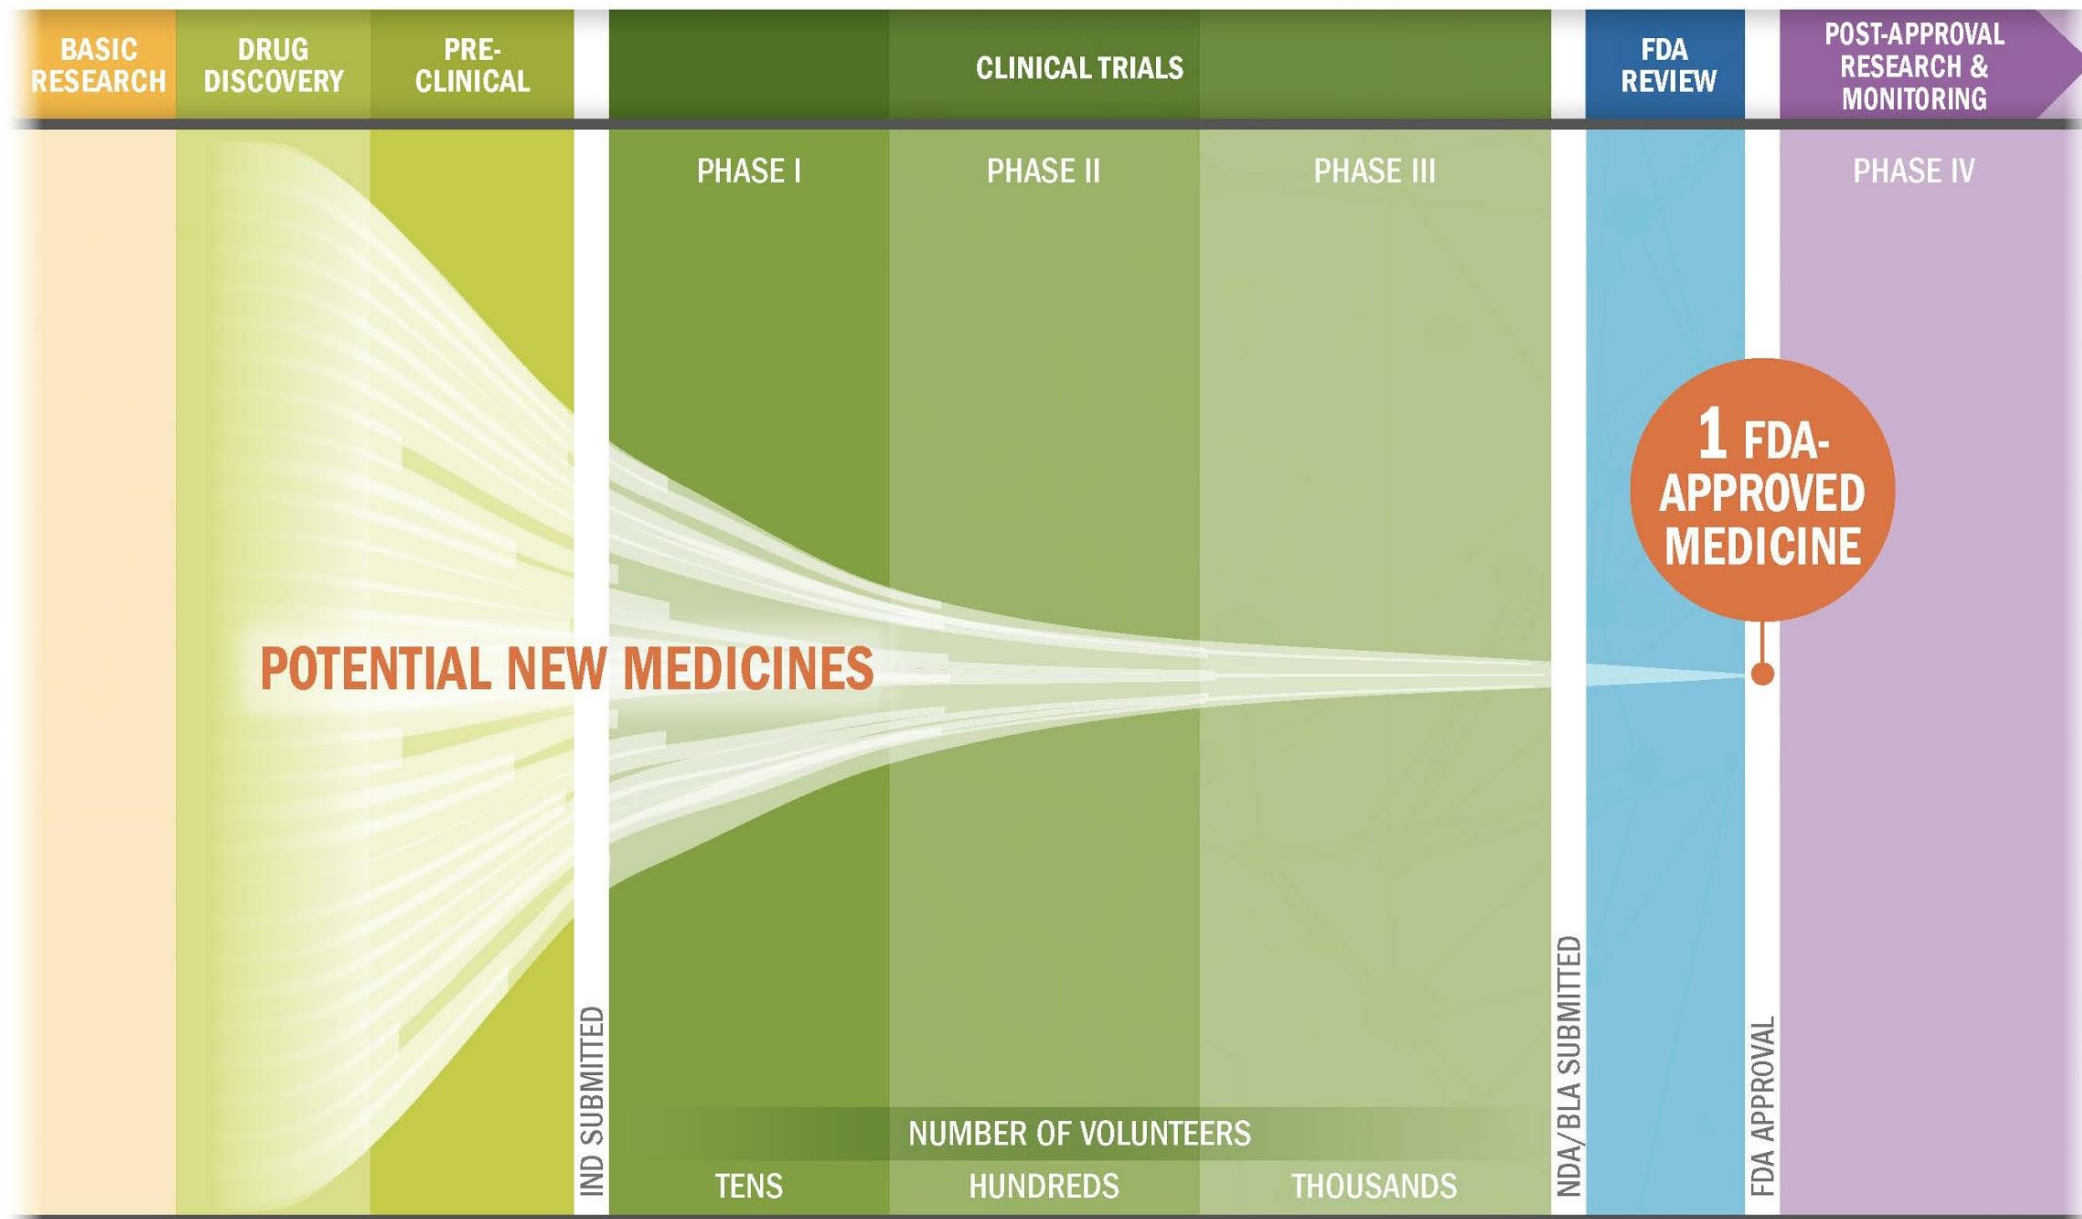 BASIC
RESEARCH
DRUG
DISCOVERY
PRE-
CLINICAL
CLINICAL TRIALS
FDA
REVIEW
POST-APPROVAL
RESEARCH &
MONITORING
PHASE I
PHASE II
PHASE III
PHASE IV
1 FDA-
APPROVED
MEDICINE
POTENTIAL NEW MEDICINES
IND SUBMITTED
NDA/BLA SUBMITTED
FDA APPROVAL
NUMBER OF VOLUNTEERS
TENS
HUNDREDS
THOUSANDS